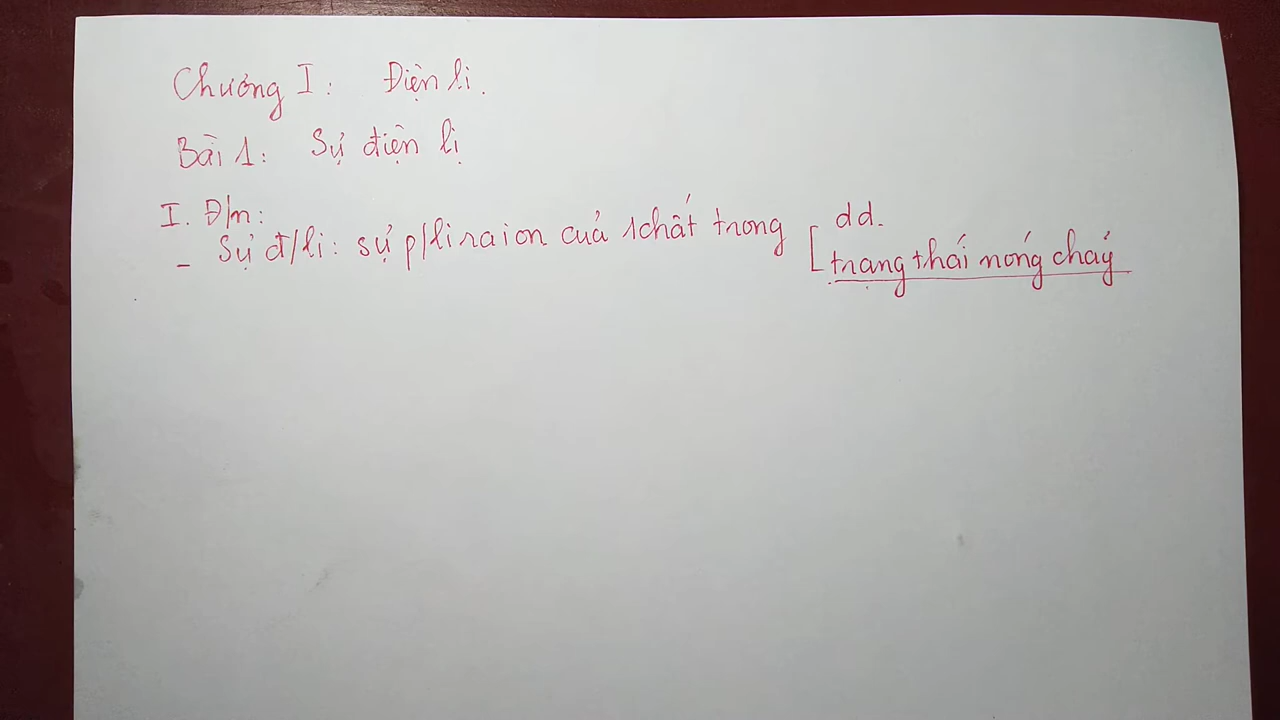 Chương I: Điện li.
Bài 1: Sự điện lị
I. Đ/n:
- Sự đ/li: sự p/li ra ion của 1 chất trong [ dd.
trạng thái nóng chảy